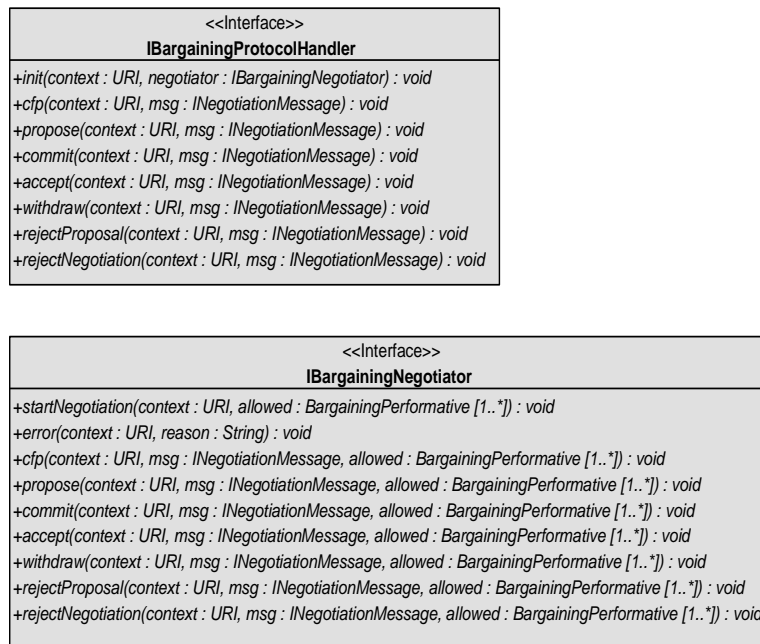 <<Interface>>
IBargainingProtocolHandler
+init(context : URI, negotiator : IBargainingNegotiator) : void
+cfp(context : URI, msg : INegotiationMessage) : void
+propose(context : URI, msg : INegotiationMessage) : void
+commit(context : URI, msg : INegotiationMessage) : void
+accept(context : URI, msg : INegotiationMessage) : void
+withdraw(context : URI, msg : INegotiationMessage) : void
+rejectProposal(context : URI, msg : INegotiationMessage) : void
+rejectNegotiation(context : URI, msg : INegotiationMessage) : void
<<Interface>>
IBargainingNegotiator
+startNegotiation(context : URI, allowed : BargainingPerformative [1..*]) : void
+error(context : URI, reason : String) : void
+cfp(context : URI, msg : INegotiationMessage, allowed : BargainingPerformative [1..*]) : void
+propose(context : URI, msg : INegotiationMessage, allowed : BargainingPerformative [1..*]) : void
+commit(context : URI, msg : INegotiationMessage, allowed : BargainingPerformative [1..*]) : void
+accept(context : URI, msg : INegotiationMessage, allowed : BargainingPerformative [1..*]) : void
+withdraw(context : URI, msg : INegotiationMessage, allowed : BargainingPerformative [1..*]) : void
+rejectProposal(context : URI, msg : INegotiationMessage, allowed : BargainingPerformative [1..*]) : void
+rejectNegotiation(context : URI, msg : INegotiationMessage, allowed : BargainingPerformative [1..*]) : void